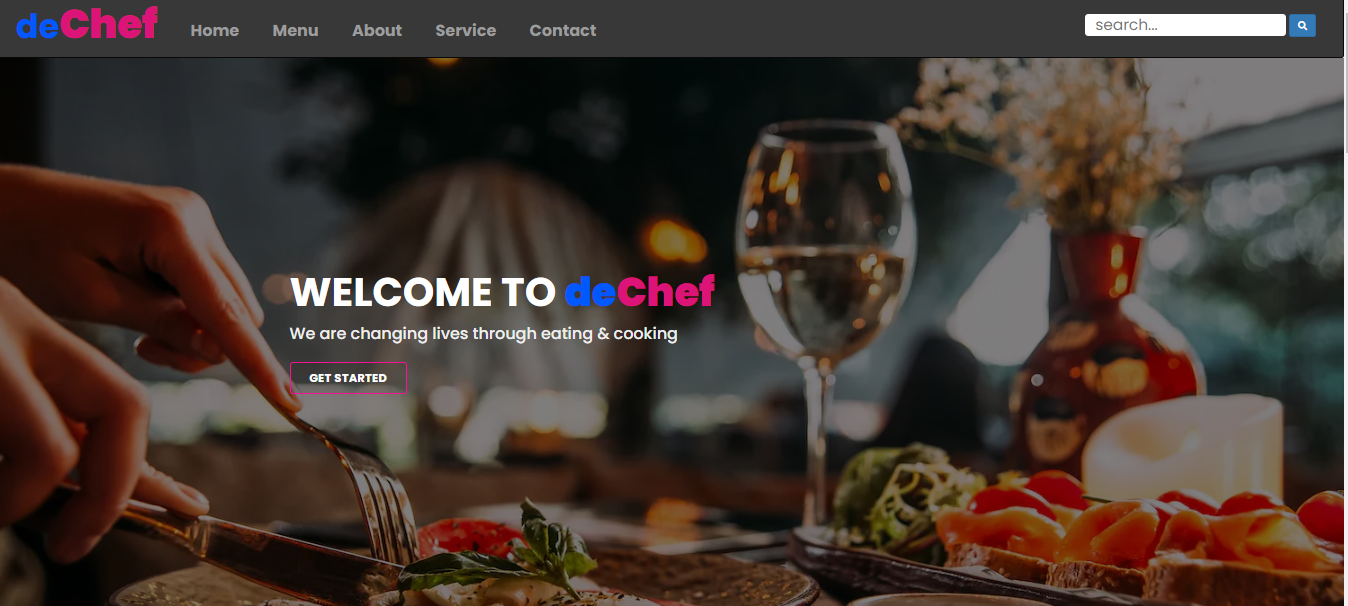 deChef Home Menu About Service Contact search...
WELCOME TO deChef
We are changing lives through eating & cooking
GET STARTED